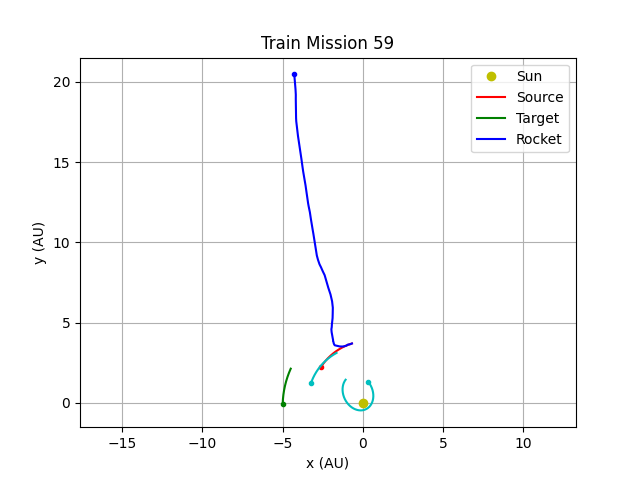 Train Mission 59
Sun
Source
Target
Rocket
y (AU)
20
15
10
5
0
−15
−10
−5
0
5
10
x (AU)